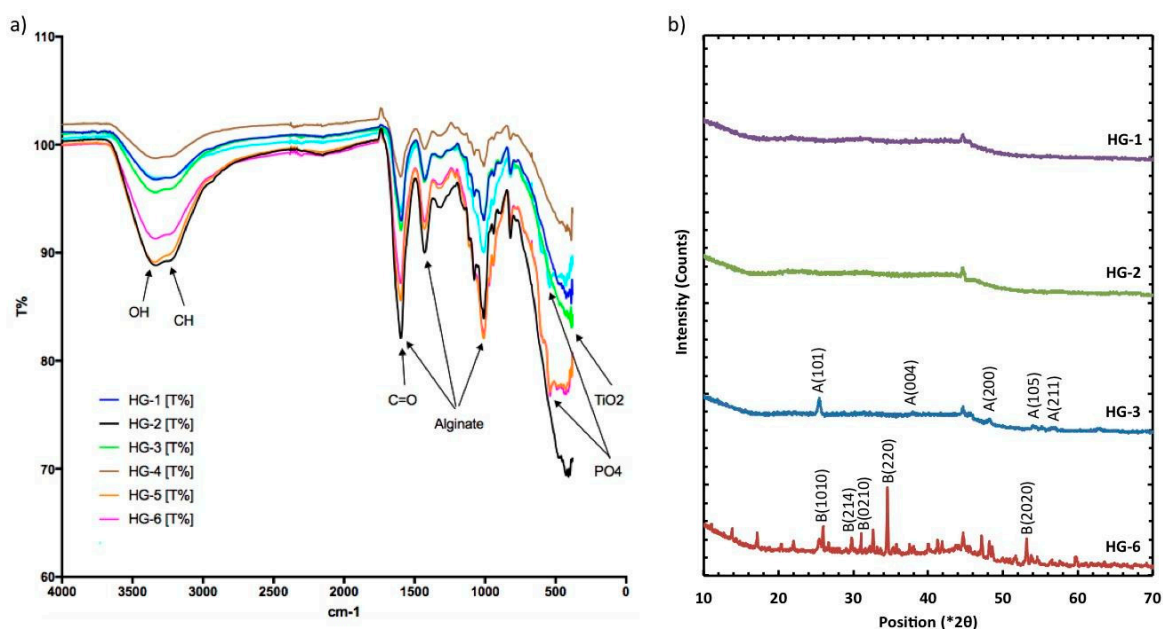 a)
110
100
90
80
70
60
T%
4000
3500
3000
2500
2000
1500
1000
500
0
cm-1
OH
CH
C=O
Alginate
TiO2
PO4
HG-1 [T%]
HG-2 [T%]
HG-3 [T%]
HG-4 [T%]
HG-5 [T%]
HG-6 [T%]
b)
Intensity (Counts)
HG-1
HG-2
A(101)
A(004)
A(200)
A(105)
A(211)
HG-3
B(1010)
B(214)
B(0210)
B(220)
B(2020)
HG-6
10
20
30
40
50
60
70
Position (*2θ)